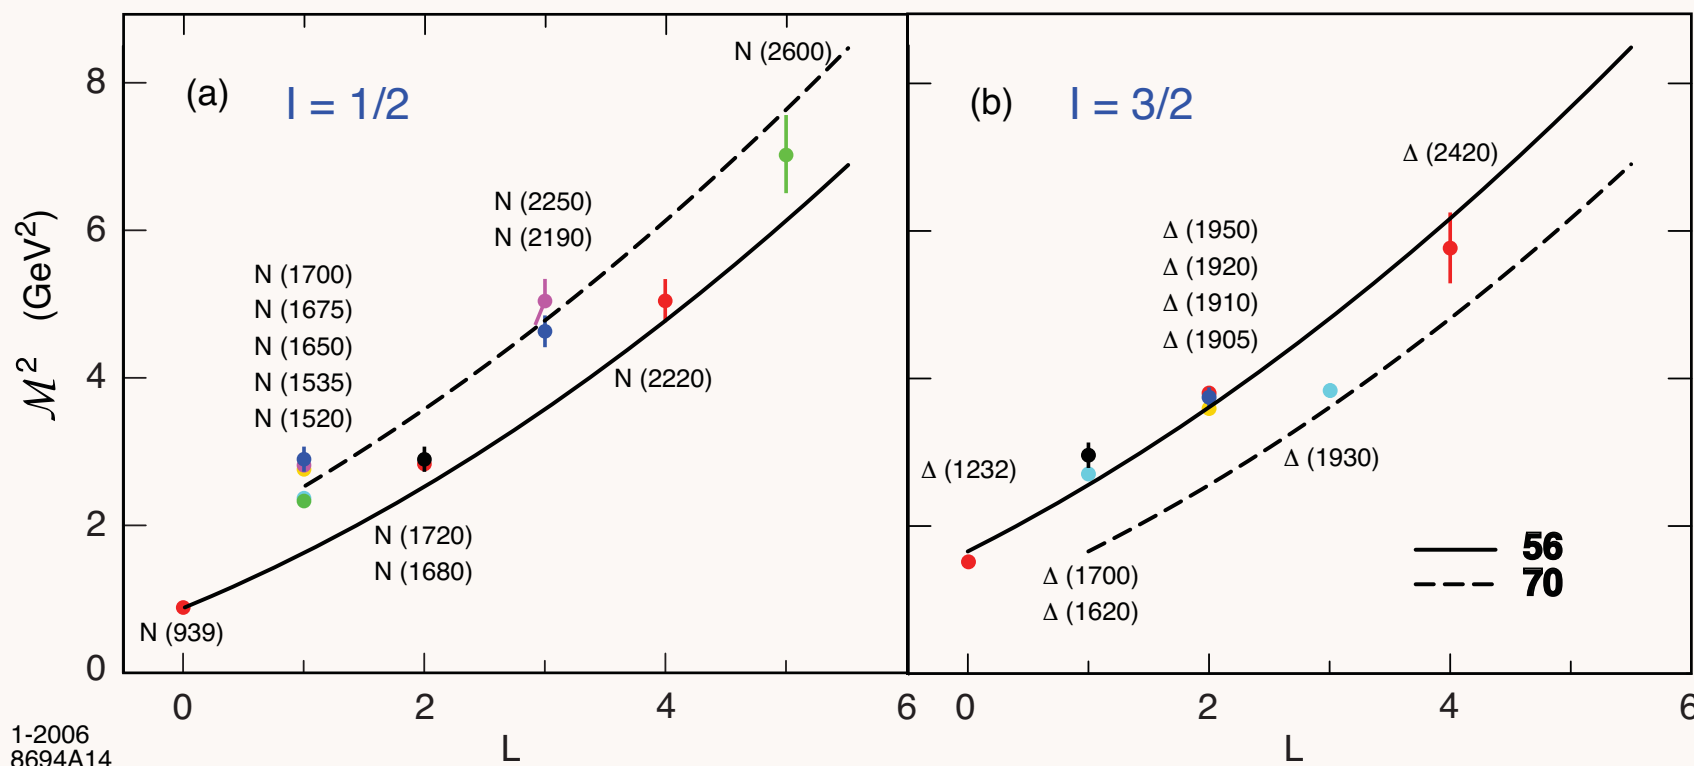 (a)
I = 1/2
N (2600)
N (2250)
N (2190)
N (1700)
N (1675)
N (1650)
N (1535)
N (1520)
N (2220)
N (1720)
N (1680)
N (939)
(b)
I = 3/2
Δ (2420)
Δ (1950)
Δ (1920)
Δ (1910)
Δ (1905)
Δ (1232)
Δ (1930)
Δ (1700)
Δ (1620)
56
70
ℳ² (GeV²)
8
6
4
2
0
0 2 4 6
0 2 4 6
L
L
1-2006
8694A14